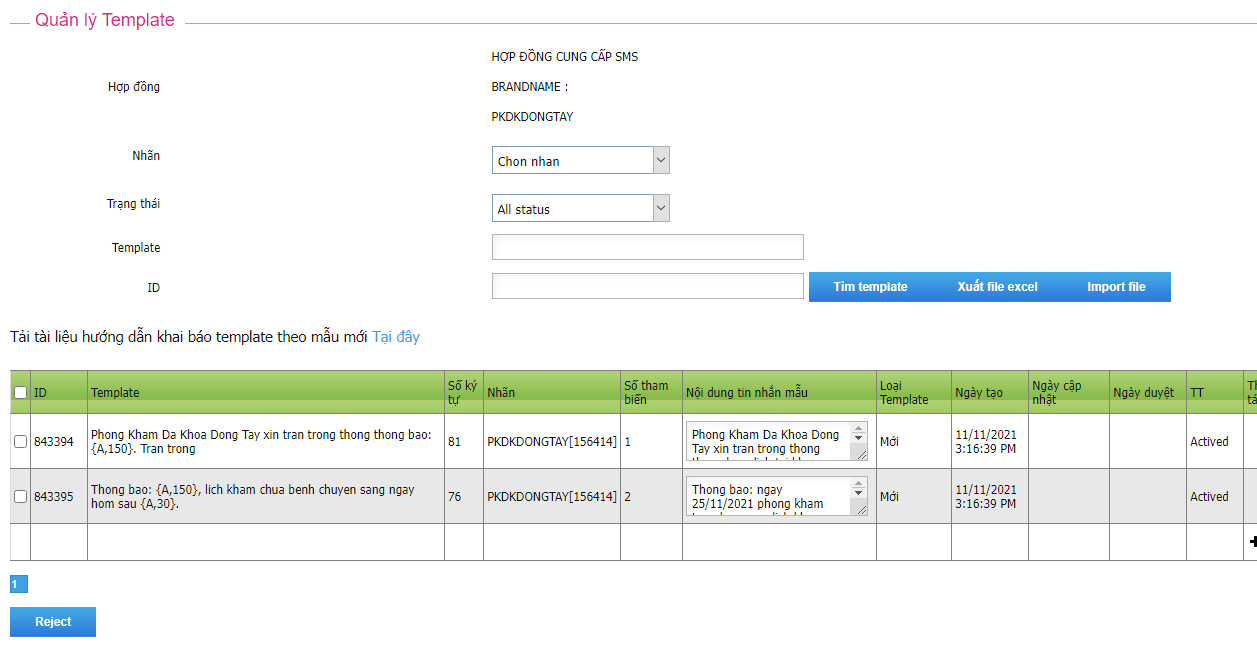 Quản lý Template
HỢP ĐỒNG CUNG CẤP SMS
Hợp đồng
BRANDNAME :
PKDKDONGTAY
Nhãn
Chon nhan
Trạng thái
All status
Template
ID
Tìm template
Xuất file excel
Import file
Tải tài liệu hướng dẫn khai báo template theo mẫu mới Tại đây
ID
Template
Số ký
tự
Nhãn
Số tham
biến
Nội dung tin nhắn mẫu
Loại
Template
Ngày tạo
Ngày cập
nhật
Ngày duyệt
TT
843394
Phong Kham Da Khoa Dong Tay xin tran trong thong thong bao:
{A,150}. Tran trong
81
PKDKDONGTAY[156414]
1
Phong Kham Da Khoa Dong
Tay xin tran trong thong
Mới
11/11/2021
3:16:39 PM
Actived
843395
Thong bao: {A,150}, lich kham chua benh chuyen sang ngay
hom sau {A,30}.
76
PKDKDONGTAY[156414]
2
Thong bao: ngay
25/11/2021 phong kham
Mới
11/11/2021
3:16:39 PM
Actived
1
Reject